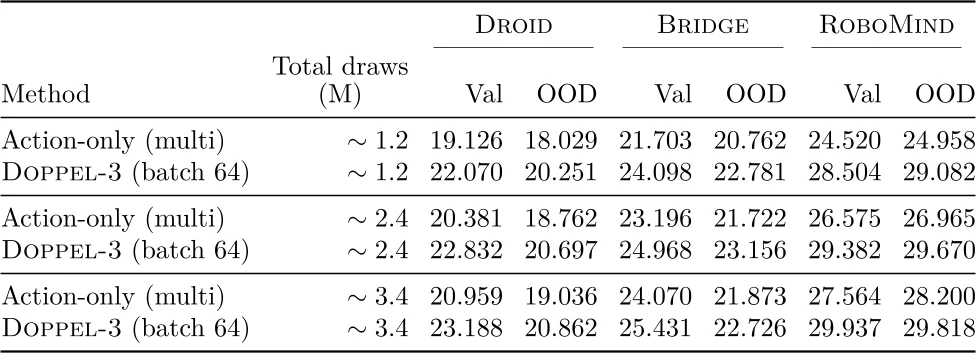 DROID BRIDGE ROBOMIND
Total draws
Method (M) Val OOD Val OOD Val OOD
Action-only (multi) ∼ 1.2 19.126 18.029 21.703 20.762 24.520 24.958
DOPPEL-3 (batch 64) ∼ 1.2 22.070 20.251 24.098 22.781 28.504 29.082
Action-only (multi) ∼ 2.4 20.381 18.762 23.196 21.722 26.575 26.965
DOPPEL-3 (batch 64) ∼ 2.4 22.832 20.697 24.968 23.156 29.382 29.670
Action-only (multi) ∼ 3.4 20.959 19.036 24.070 21.873 27.564 28.200
DOPPEL-3 (batch 64) ∼ 3.4 23.188 20.862 25.431 22.726 29.937 29.818